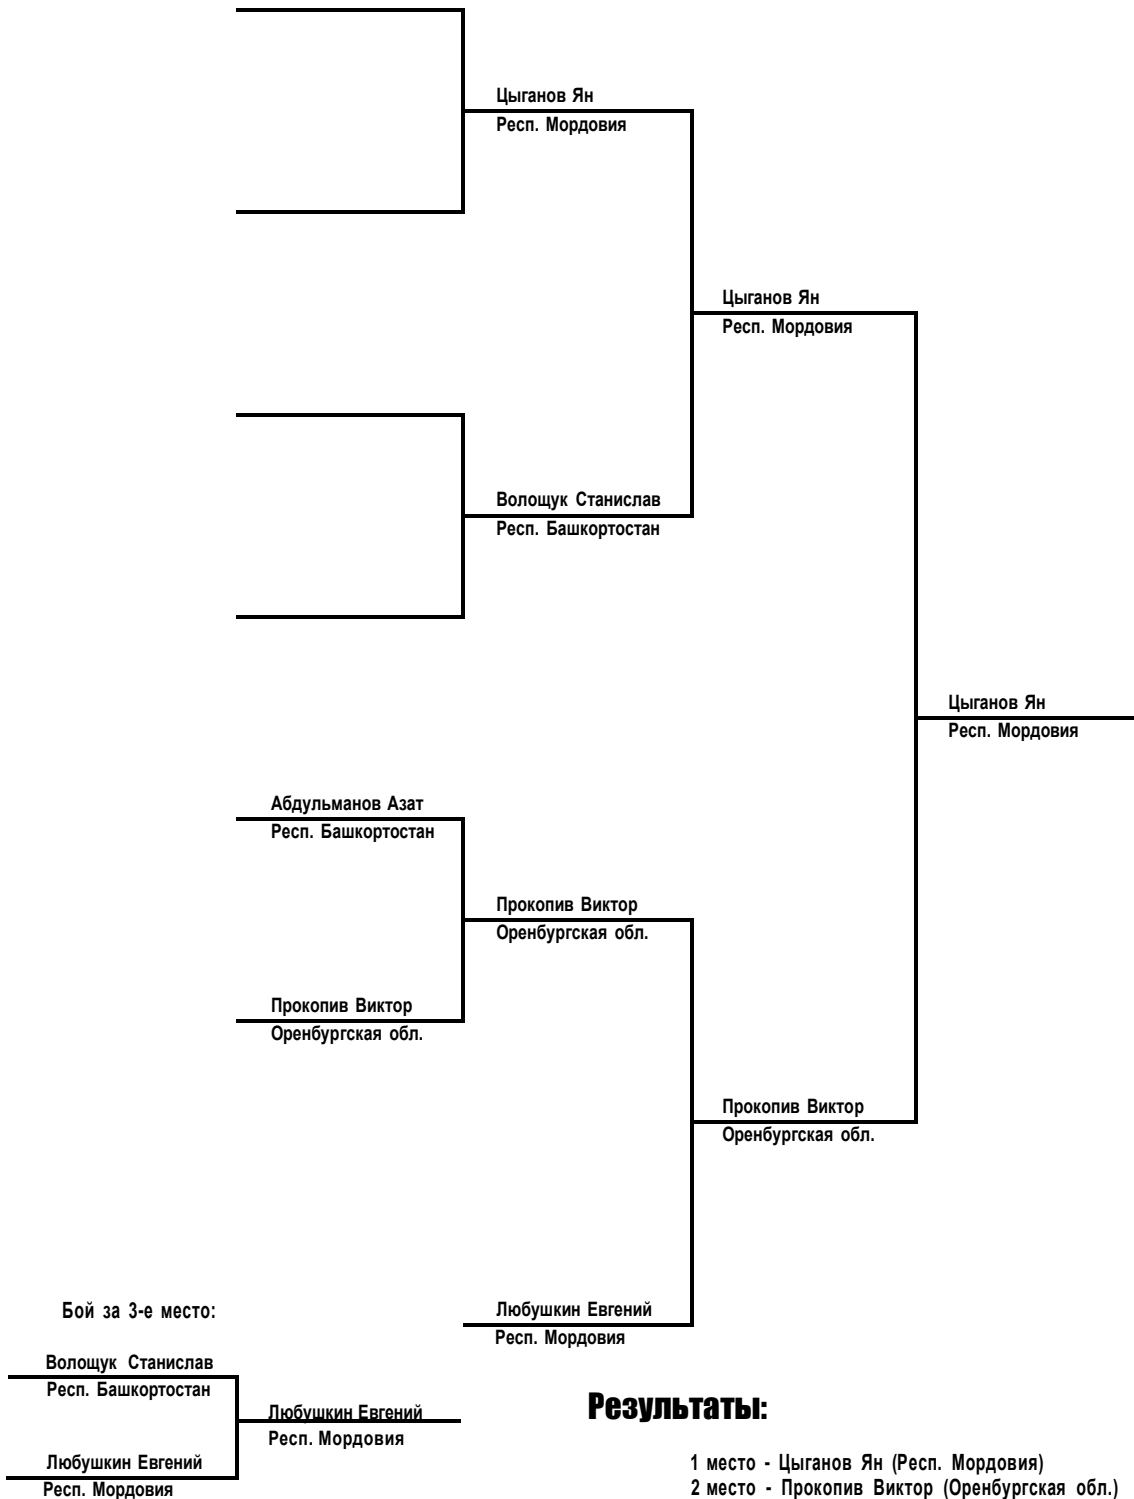 Цыганов Ян
Респ. Мордовия
Цыганов Ян
Респ. Мордовия
Волощук Станислав
Респ. Башкортостан
Цыганов Ян
Респ. Мордовия
Абдульманов Азат
Респ. Башкортостан
Прокопив Виктор
Оренбургская обл.
Прокопив Виктор
Оренбургская обл.
Прокопив Виктор
Оренбургская обл.
Бой за 3-е место:
Любушкин Евгений
Респ. Мордовия
Волощук Станислав
Респ. Башкортостан
Любушкин Евгений
Респ. Мордовия
Любушкин Евгений
Респ. Мордовия
Результаты:
1 место - Цыганов Ян (Респ. Мордовия)
2 место - Прокопив Виктор (Оренбургская обл.)